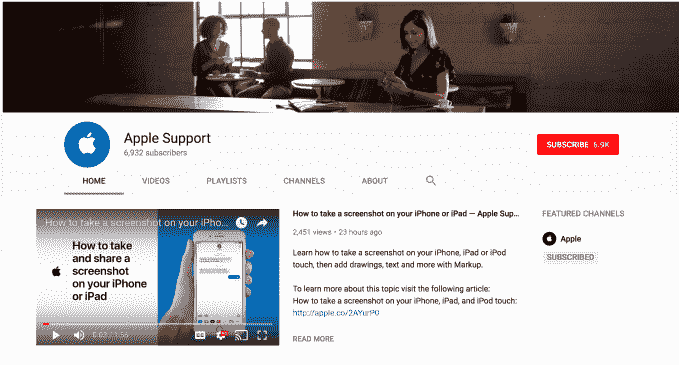 Apple Support
6,932 subscribers
SUBSCRIBE 6.9K
HOME VIDEOS PLAYLISTS CHANNELS ABOUT
How to take a screenshot on your iPho...
How to take
and share a
screenshot
on your iPhone
or iPad
How to take a screenshot on your iPhone or iPad — Apple Sup...
2,451 views • 23 hours ago
Learn how to take a screenshot on your iPhone, iPad or iPod
touch, then add drawings, text and more with Markup.
To learn more about this topic visit the following article:
How to take a screenshot on your iPhone, iPad, and iPod touch:
http://apple.co/2AYurP0
READ MORE
FEATURED CHANNELS
Apple
SUBSCRIBED